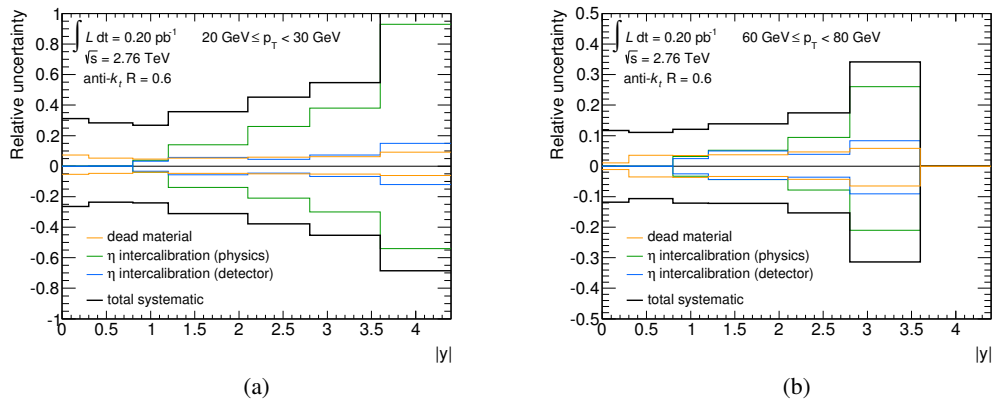 Relative uncertainty
1
0.8
0.6
0.4
0.2
0
-0.2
-0.4
-0.6
-0.8
-1
∫ L dt = 0.20 pb-1
20 GeV ≤ pT < 30 GeV
√s = 2.76 TeV
anti-kt R = 0.6
dead material
η intercalibration (physics)
η intercalibration (detector)
total systematic
0 0.5 1 1.5 2 2.5 3 3.5 4
|y|
(a)
Relative uncertainty
0.5
0.4
0.3
0.2
0.1
0
-0.1
-0.2
-0.3
-0.4
-0.5
∫ L dt = 0.20 pb-1
60 GeV ≤ pT < 80 GeV
√s = 2.76 TeV
anti-kt R = 0.6
dead material
η intercalibration (physics)
η intercalibration (detector)
total systematic
0 0.5 1 1.5 2 2.5 3 3.5 4
|y|
(b)